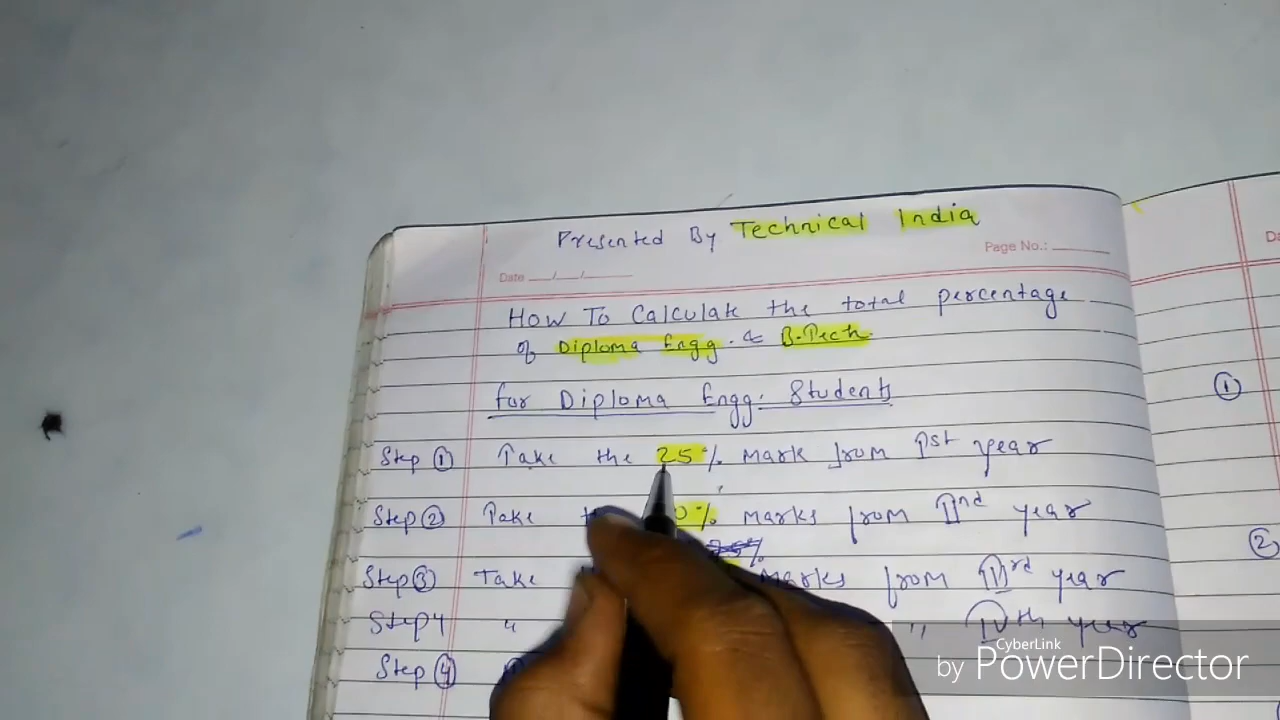 Presented By Technical India
Page No.:
Date
How To Calculate the total percentage
of Diploma Engg. & B.Tech.
for Diploma Engg. Students
Step ① Take the 25% mark from Ist year
①
Step ② Take 0% marks from IInd year
②
Step ③ Take marks from IIIrd year
Step 4 " " IVth year
Step ④
CyberLink
by PowerDirector